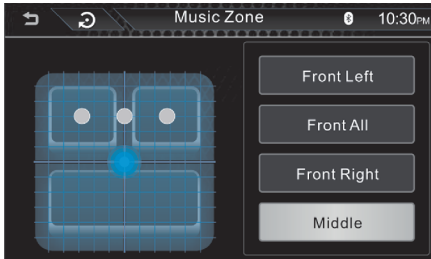 Music Zone 10:30PM
Front Left
Front All
Front Right
Middle